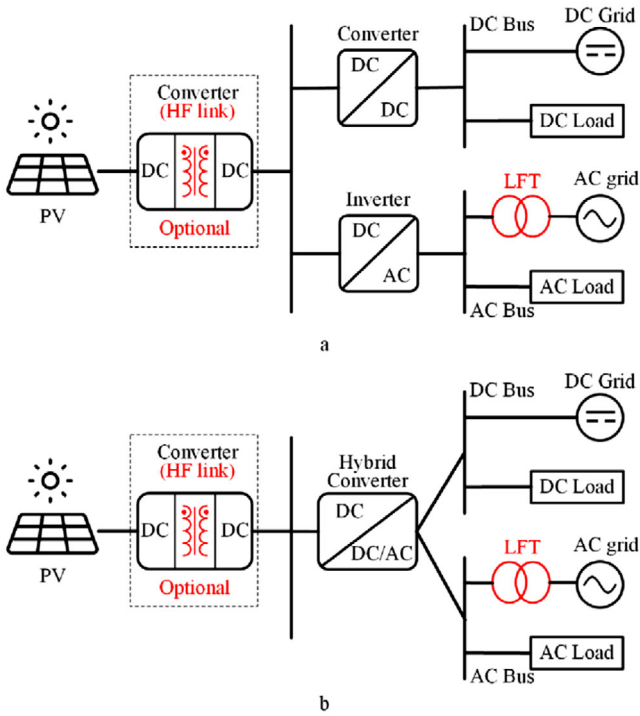 DC Bus
DC Grid
Converter
DC
DC
DC Load
Converter
(HF link)
DC
DC
Optional
PV
LFT
AC grid
Inverter
DC
AC
AC Load
AC Bus
a
DC Bus
DC Grid
Converter
(HF link)
DC
DC
Optional
PV
Hybrid
Converter
DC
DC/AC
DC Load
LFT
AC grid
AC Load
AC Bus
b